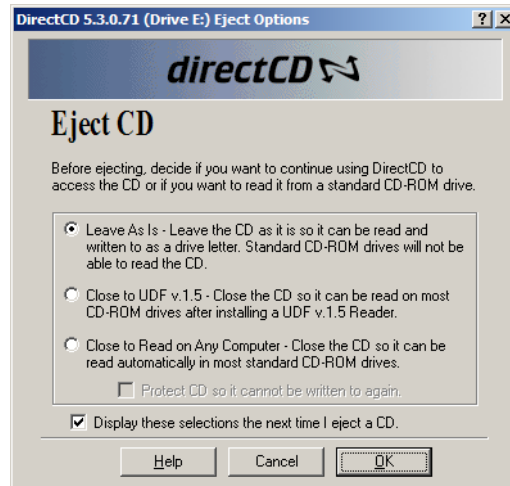 DirectCD 5.3.0.71 (Drive E:) Eject Options
directCD
Eject CD
Before ejecting, decide if you want to continue using DirectCD to
access the CD or if you want to read it from a standard CD-ROM drive.
Leave As Is - Leave the CD as it is so it can be read and
written to as a drive letter. Standard CD-ROM drives will not be
able to read the CD.
Close to UDF v.1.5 - Close the CD so it can be read on most
CD-ROM drives after installing a UDF v.1.5 Reader.
Close to Read on Any Computer - Close the CD so it can be
read automatically in most standard CD-ROM drives.
Protect CD so it cannot be written to again.
Display these selections the next time I eject a CD.
Help Cancel OK